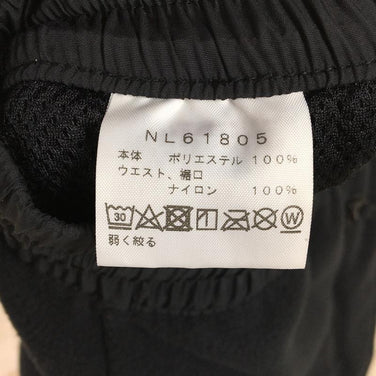 NL61805
本体 ポリエステル 100%
ウエスト、裾口
ナイロン 100%
30 W
弱く絞る